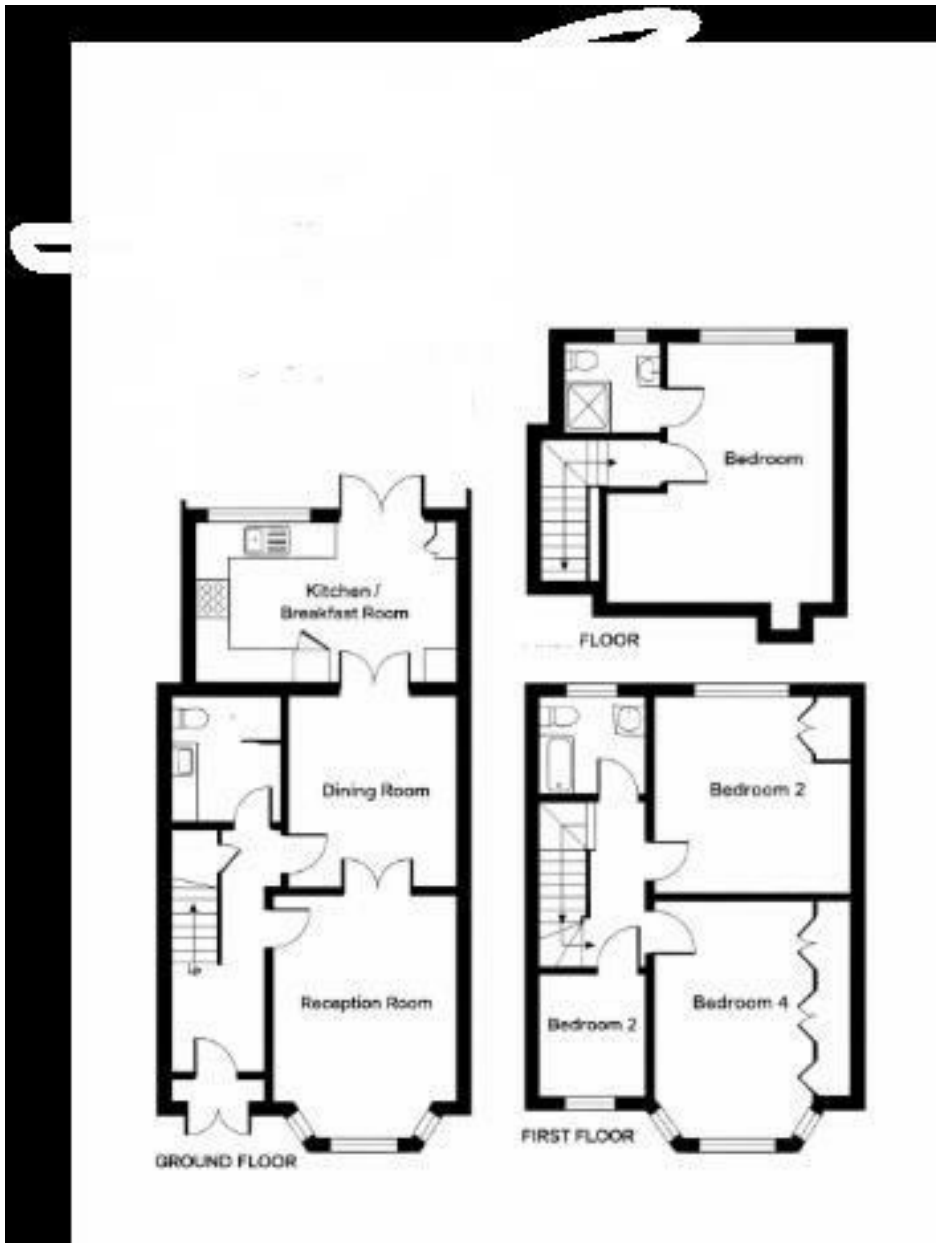 Bedroom
Kitchen /
Breakfast Room
FLOOR
Dining Room
Bedroom 2
Reception Room
Bedroom 2
Bedroom 4
GROUND FLOOR
FIRST FLOOR